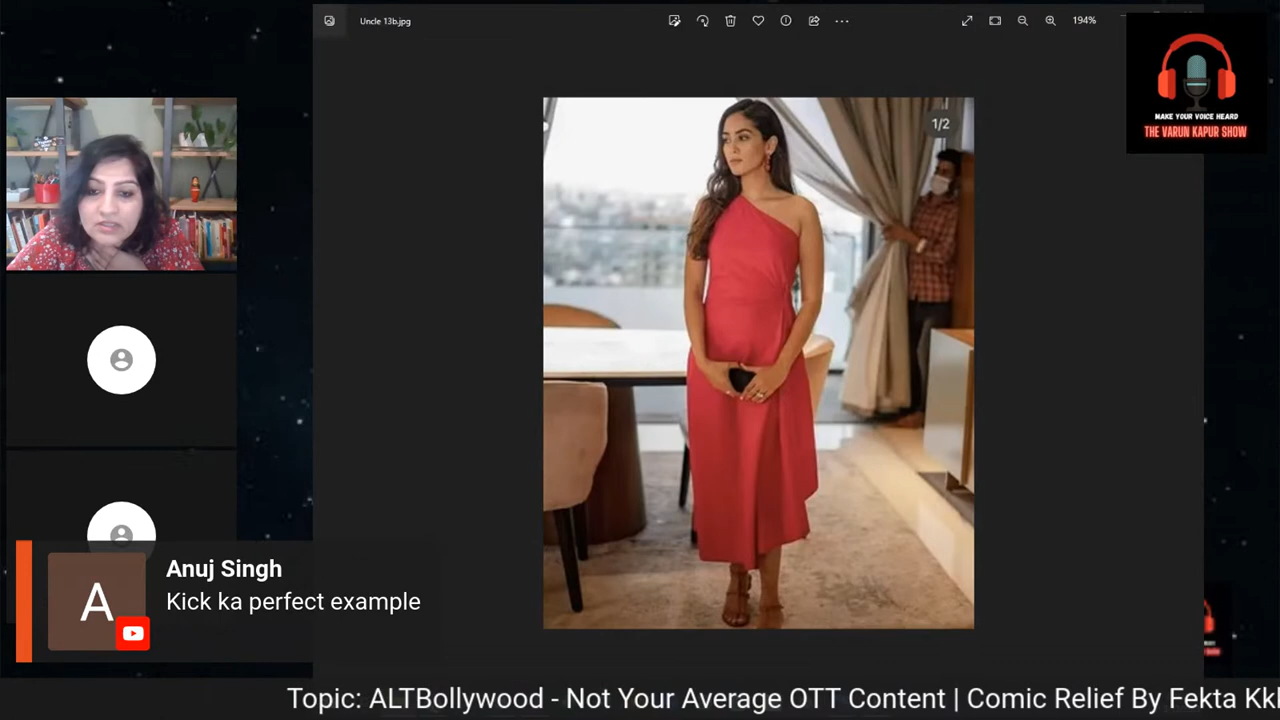 Uncle 13b.jpg
194%
MAKE YOUR VOICE HEARD
THE VARUN KAPUR SHOW
1/2
A
Anuj Singh
Kick ka perfect example
Topic: ALTBollywood - Not Your Average OTT Content | Comic Relief By Fekta Kk